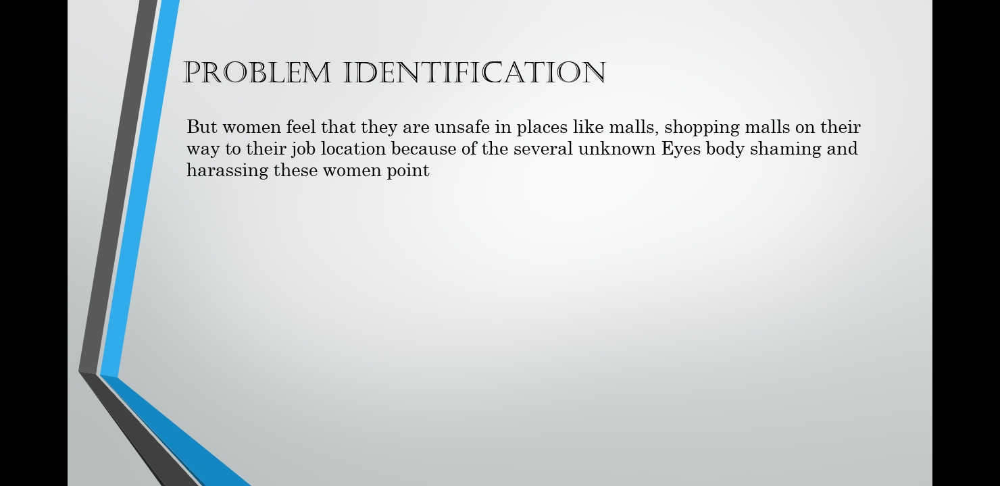 PROBLEM IDENTIFICATION
But women feel that they are unsafe in places like malls, shopping malls on their
way to their job location because of the several unknown Eyes body shaming and
harassing these women point